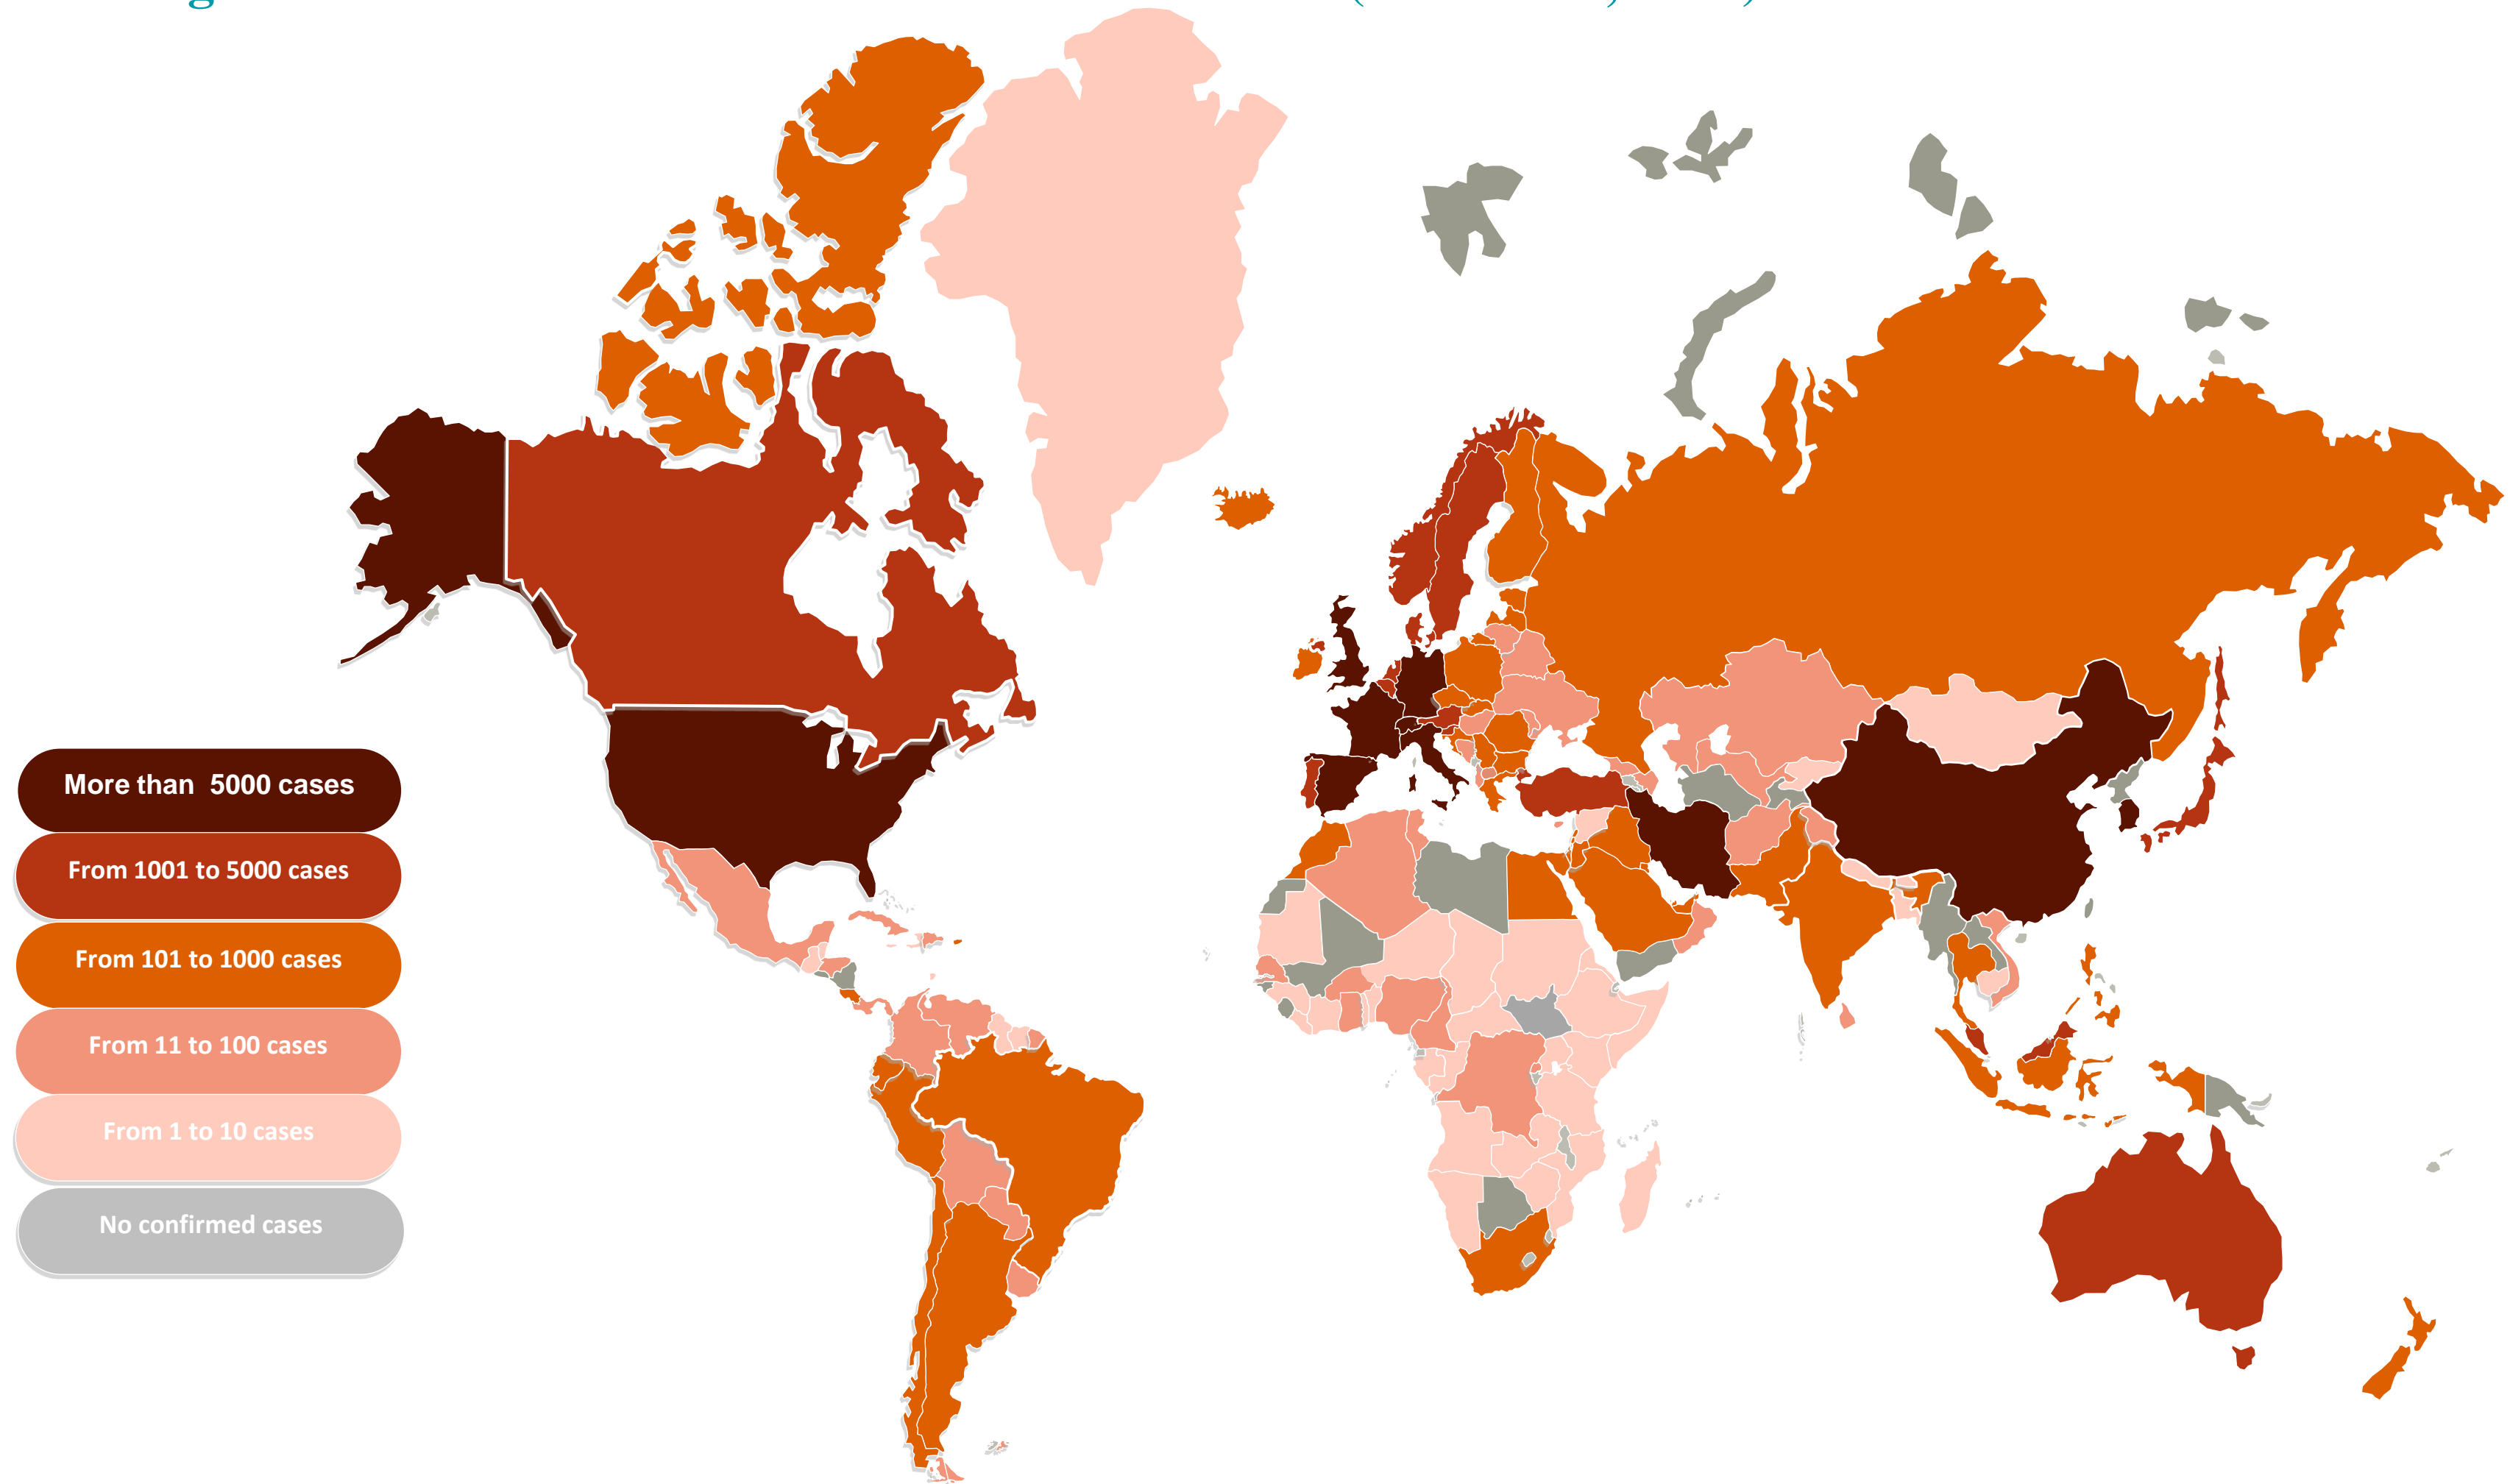 More than  5000 cases
From 1001 to 5000 cases
From 101 to 1000 cases
From 11 to 100 cases
From 1 to 10 cases
No confirmed cases